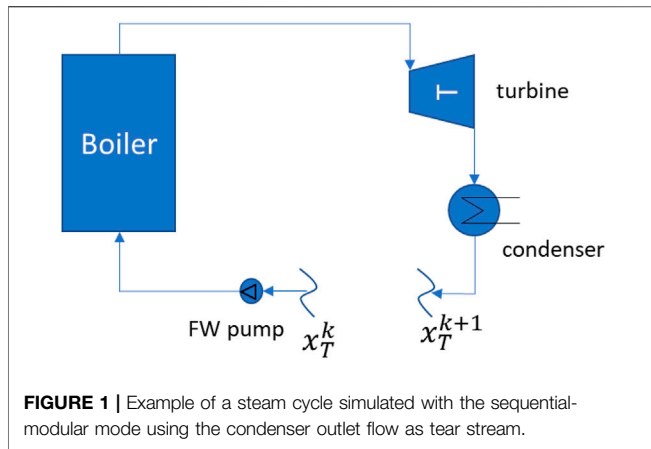 Boiler
T
turbine
condenser
FW pump
x_T^k
x_T^{k+1}
FIGURE 1 | Example of a steam cycle simulated with the sequential-
modular mode using the condenser outlet flow as tear stream.